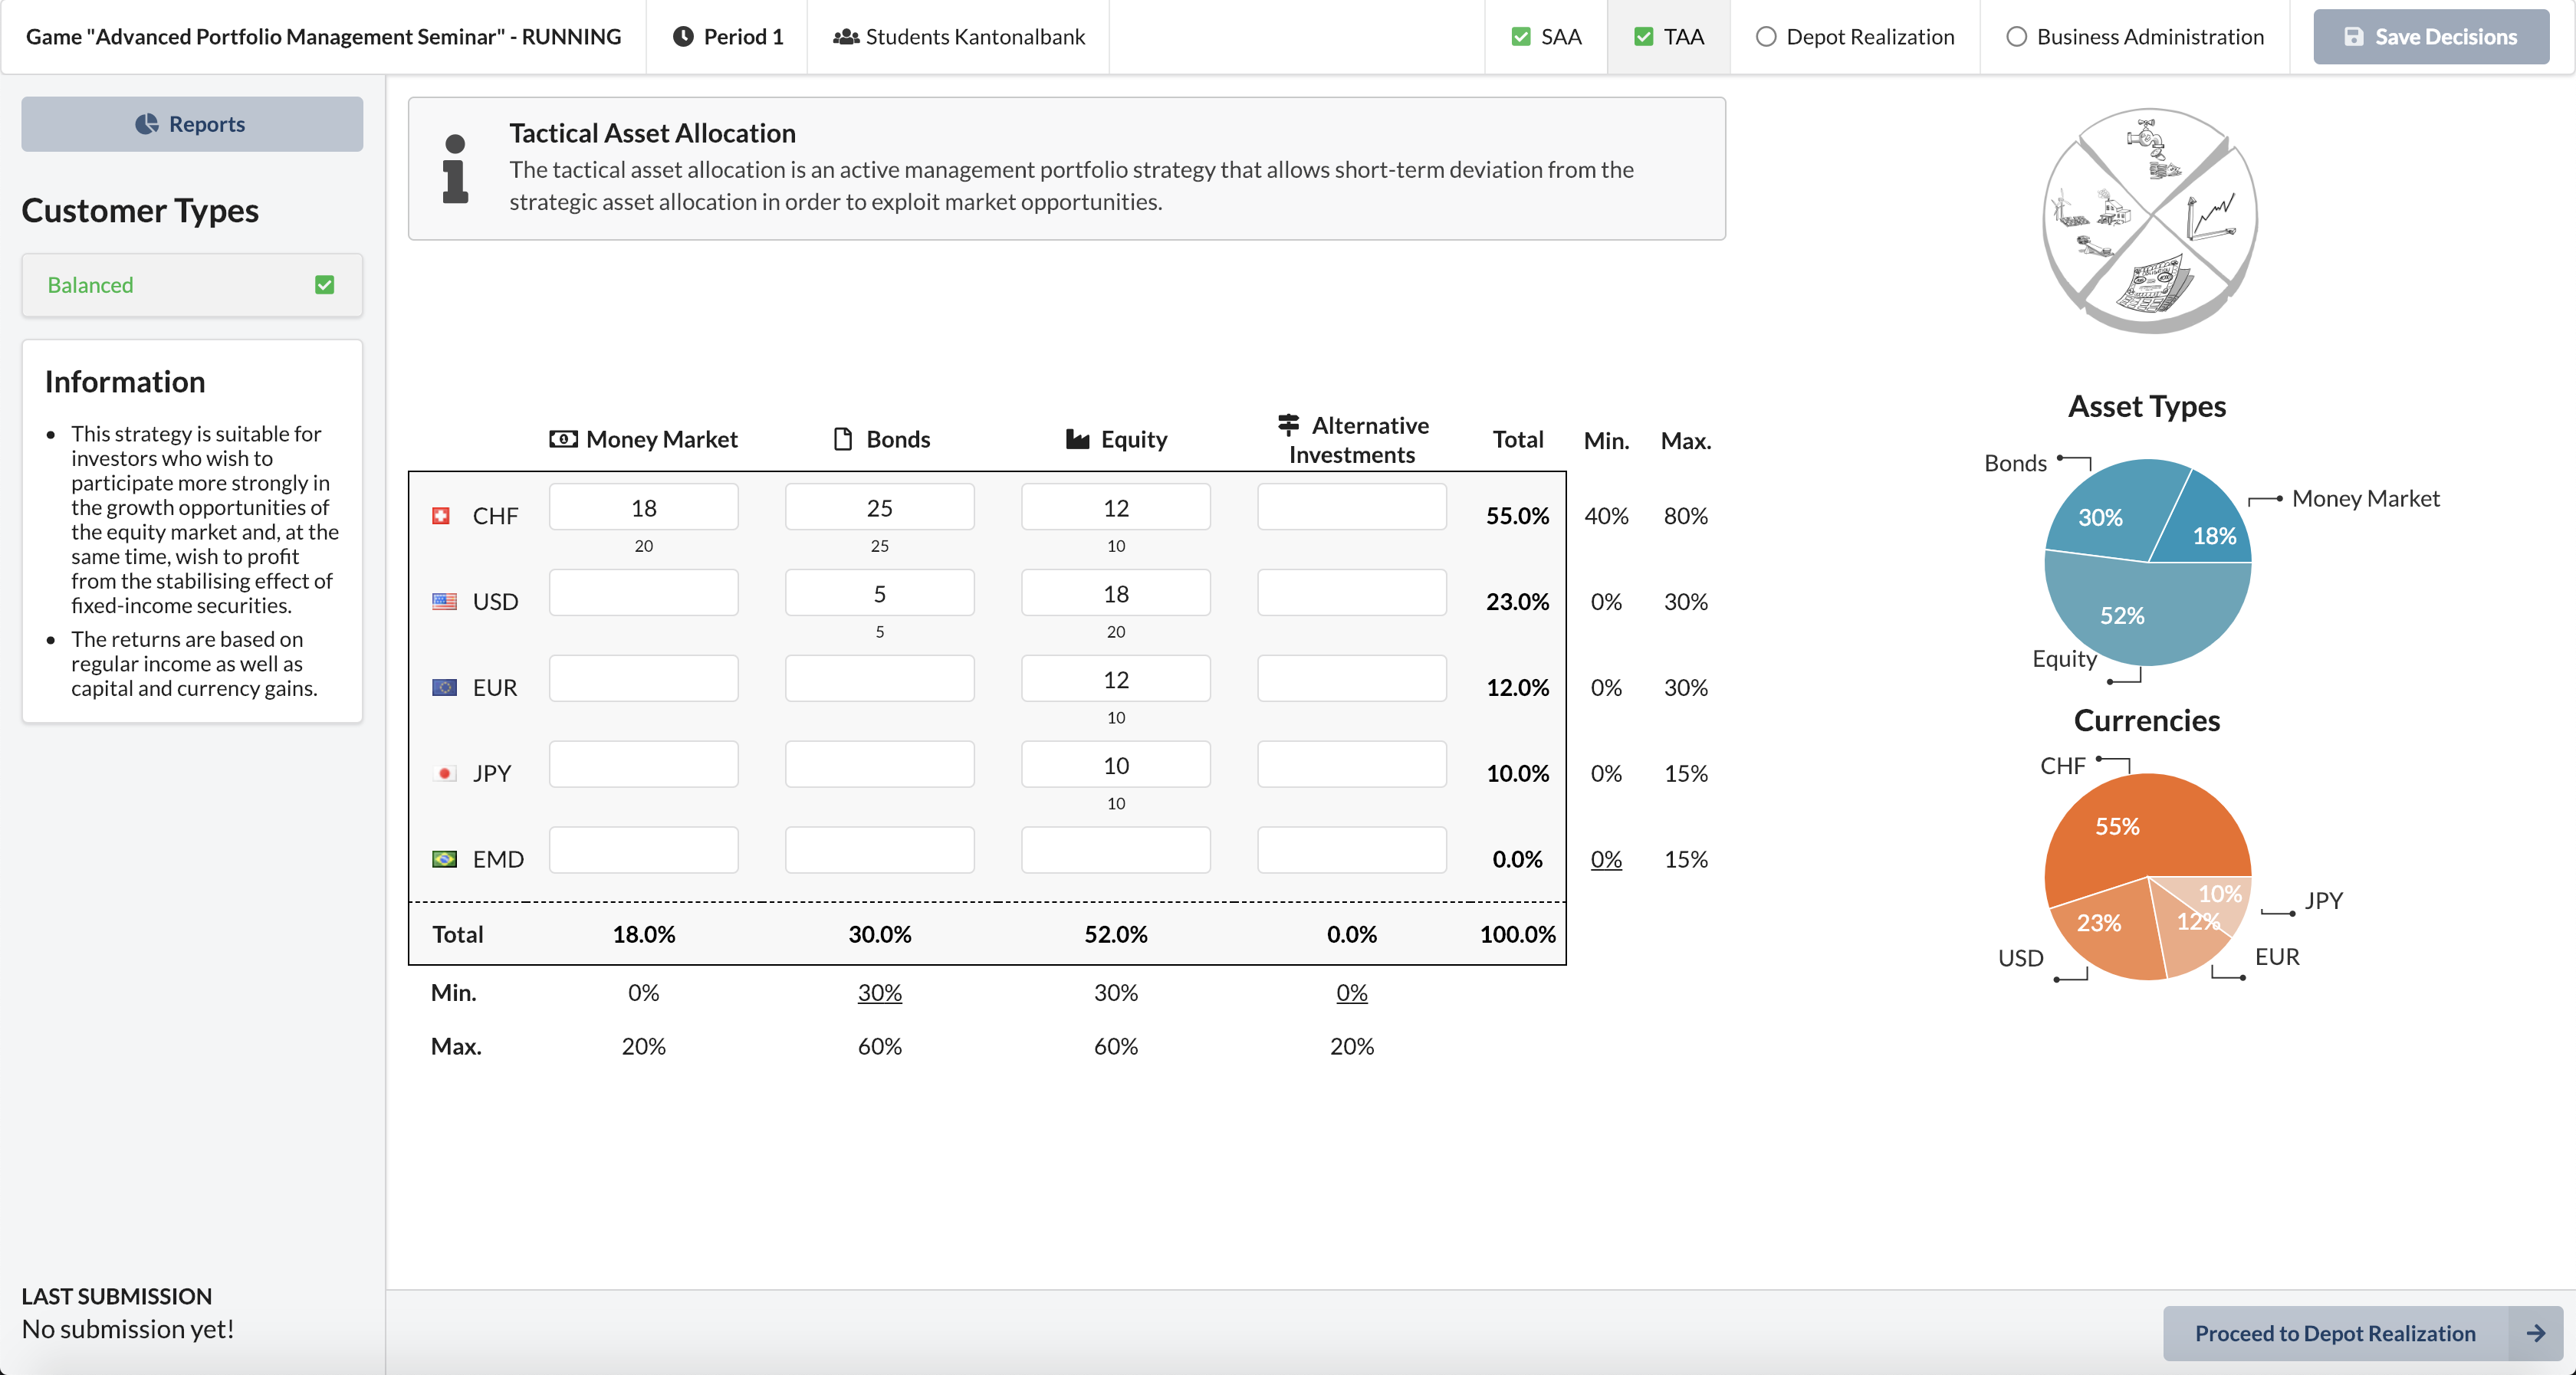 Game "Advanced Portfolio Management Seminar" - RUNNING
Period 1
Students Kantonalbank
SAA
TAA
Depot Realization
Business Administration
Save Decisions
Reports
Customer Types
Balanced
Information
This strategy is suitable for
investors who wish to
participate more strongly in
the growth opportunities of
the equity market and, at the
same time, wish to profit
from the stabilising effect of
fixed-income securities.
The returns are based on
regular income as well as
capital and currency gains.
LAST SUBMISSION
No submission yet!
Tactical Asset Allocation
The tactical asset allocation is an active management portfolio strategy that allows short-term deviation from the
strategic asset allocation in order to exploit market opportunities.
Money Market Bonds Equity Alternative Investments Total Min. Max.
CHF 18 25 12 55.0% 40% 80%
20 25 10
USD 5 18 23.0% 0% 30%
5 20
EUR 12 12.0% 0% 30%
10
JPY 10 10.0% 0% 15%
10
EMD 0.0% 0% 15%
Total 18.0% 30.0% 52.0% 0.0% 100.0%
Min. 0% 30% 30% 0%
Max. 20% 60% 60% 20%
Asset Types
Bonds
Money Market
30%
18%
52%
Equity
Currencies
CHF
55%
10%
JPY
23%
12%
USD
EUR
Proceed to Depot Realization